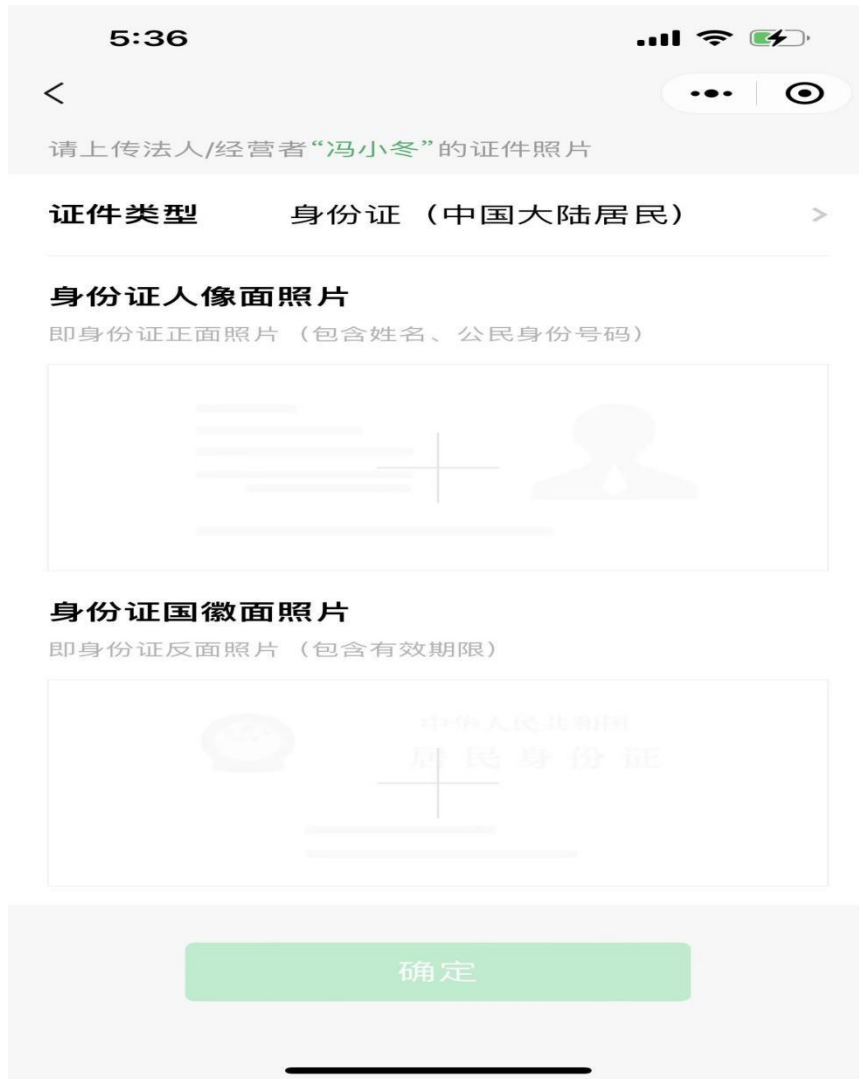 5:36
请上传法人/经营者“冯小冬”的证件照片
证件类型 身份证（中国大陆居民）
身份证人像面照片
即身份证正面照片（包含姓名、公民身份号码）
身份证国徽面照片
即身份证反面照片（包含有效期限）
中华人民共和国
居民身份证
确定